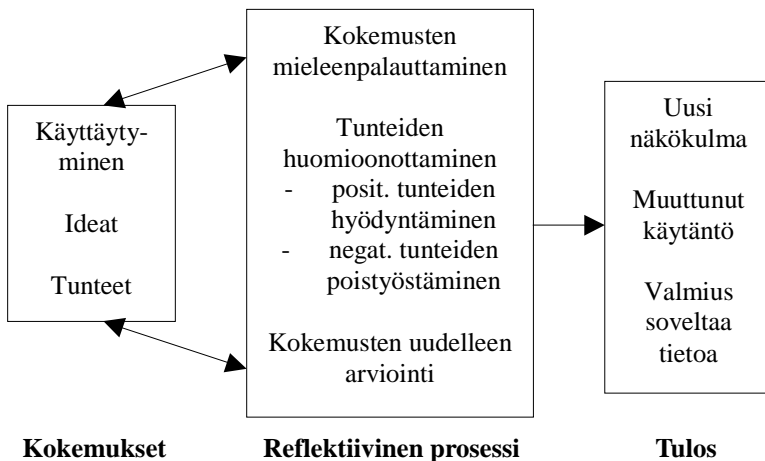 Käyttäyty-
minen
Ideat
Tunteet
Kokemusten
mieleenpalauttaminen
Tunteiden
huomioonottaminen
- posit. tunteiden
hyödyntäminen
- negat. tunteiden
poistyöstäminen
Kokemusten uudelleen
arviointi
Uusi
näkökulma
Muuttunut
käytäntö
Valmius
soveltaa
tietoa
Kokemukset
Reflektiivinen prosessi
Tulos